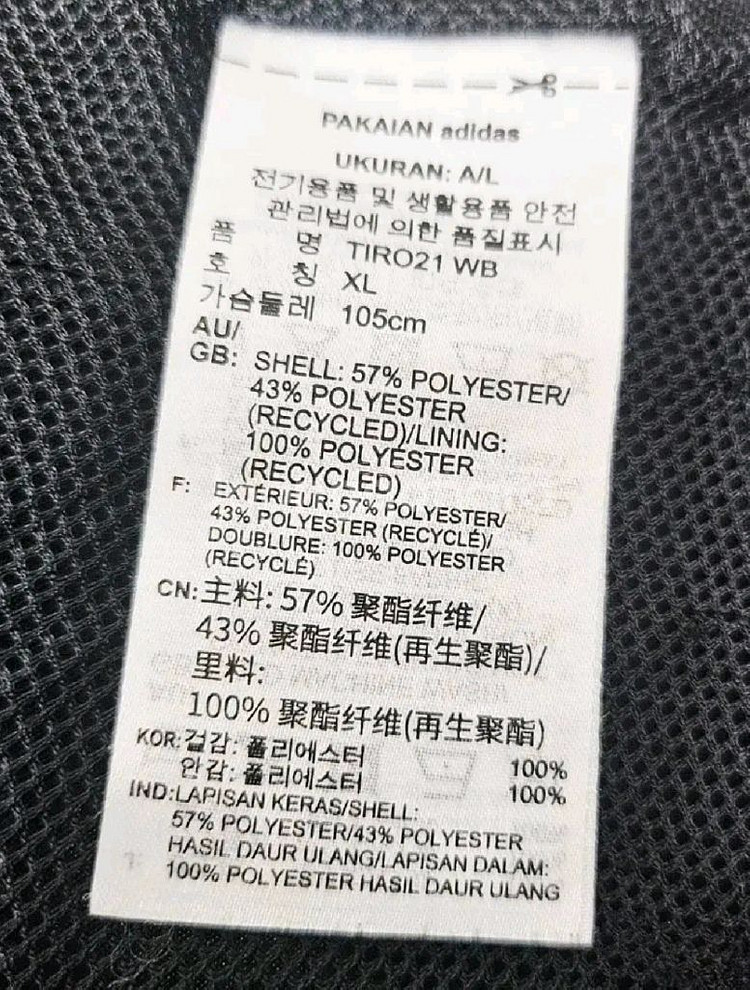 PAKAIAN adidas
UKURAN: A/L
전기용품 및 생활용품 안전
관리법에 의한 품질표시
품 명 TIRO21 WB
호 칭 XL
가슴둘레 105cm
AU/
GB: SHELL: 57% POLYESTER/
43% POLYESTER
(RECYCLED)/LINING:
100% POLYESTER
(RECYCLED)
F: EXTÉRIEUR: 57% POLYESTER/
43% POLYESTER (RECYCLÉ)/
DOUBLURE: 100% POLYESTER
(RECYCLÉ)
CN: 主料: 57% 聚酯纤维/
43% 聚酯纤维(再生聚酯)/
里料:
100% 聚酯纤维(再生聚酯)
KOR: 겉감: 폴리에스터 100%
안감: 폴리에스터 100%
IND: LAPISAN KERAS/SHELL:
57% POLYESTER/43% POLYESTER
HASIL DAUR ULANG/LAPISAN DALAM:
100% POLYESTER HASIL DAUR ULANG